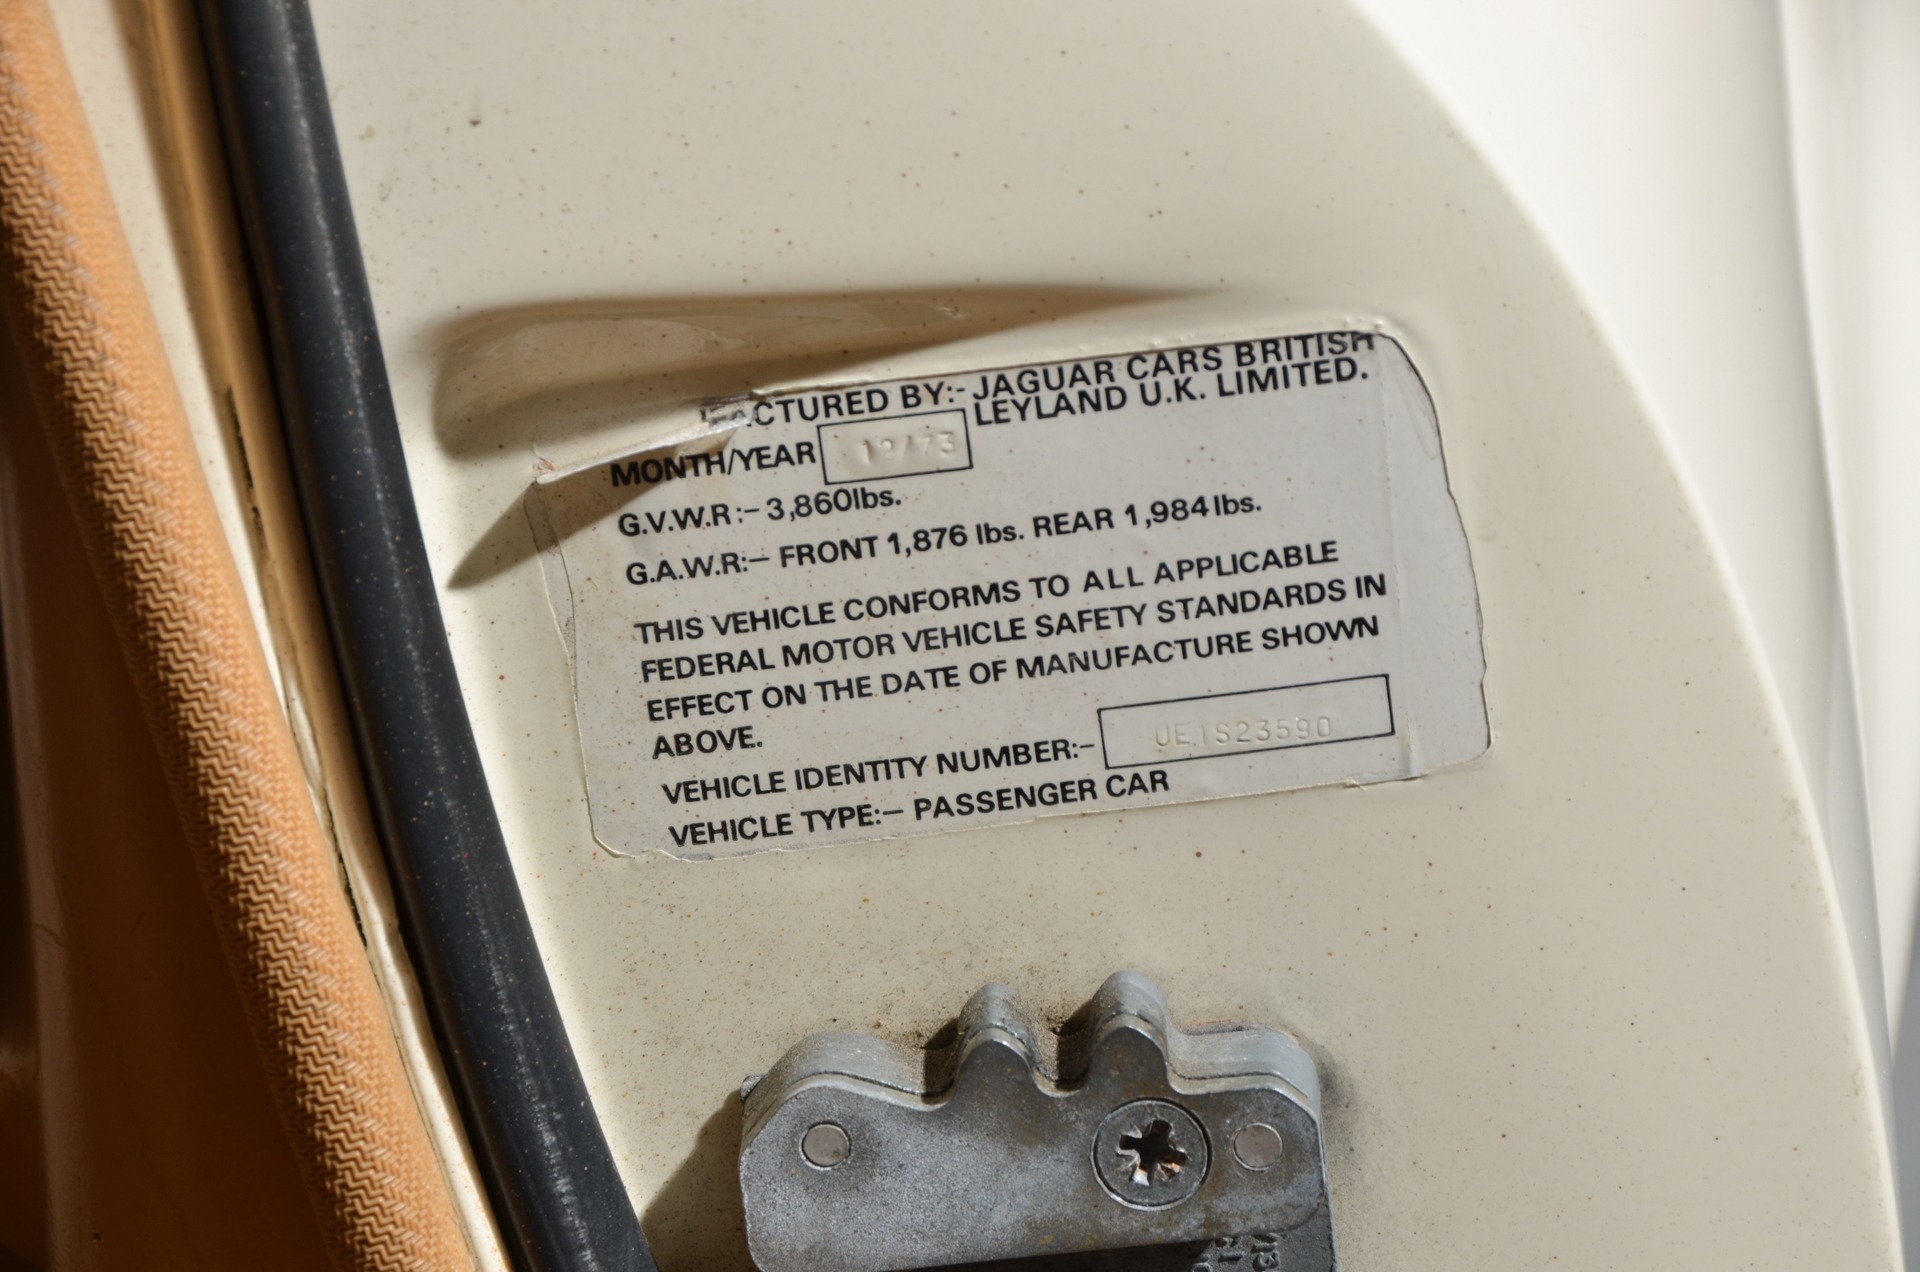 FACTURED BY:- JAGUAR CARS BRITISH
LEYLAND U.K. LIMITED.
MONTH/YEAR 12/73
G.V.W.R:- 3,860lbs.
G.A.W.R:- FRONT 1,876 lbs. REAR 1,984 lbs.
THIS VEHICLE CONFORMS TO ALL APPLICABLE
FEDERAL MOTOR VEHICLE SAFETY STANDARDS IN
EFFECT ON THE DATE OF MANUFACTURE SHOWN
ABOVE.
VEHICLE IDENTITY NUMBER:- UE1S23590
VEHICLE TYPE:- PASSENGER CAR